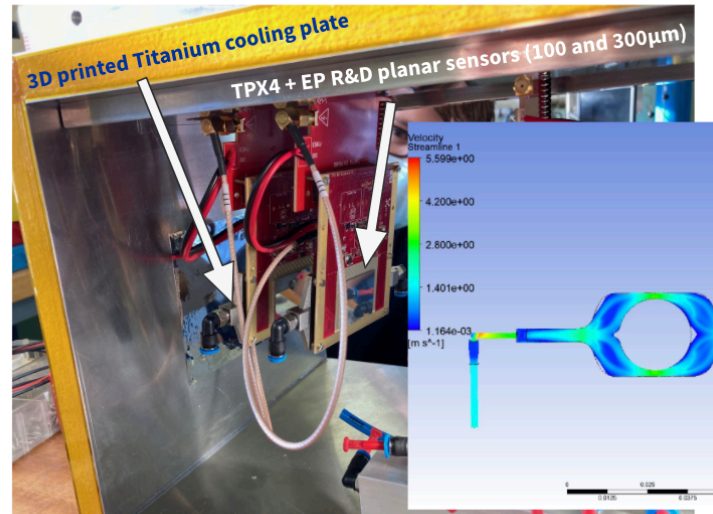 3D printed Titanium cooling plate
TPX4 + EP R&D planar sensors (100 and 300µm)
Velocity
Streamline 1
5.599e+00
4.200e+00
2.800e+00
1.401e+00
1.164e-03
[m s^-1]
0
0.025
0.0125
0.0375